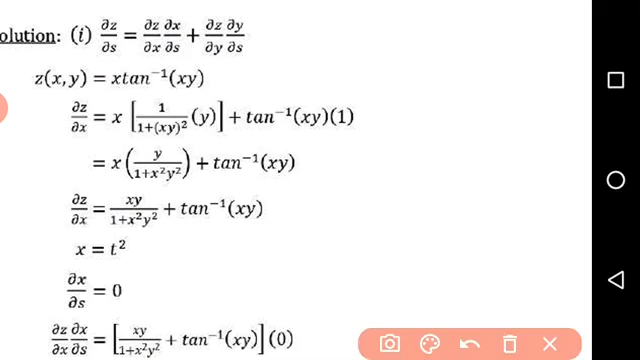 olution: (i) ∂z/∂s = ∂z/∂x ∂x/∂s + ∂z/∂y ∂y/∂s
z(x, y) = xtan⁻¹(xy)
∂z/∂x = x [1/(1+(xy)²) (y)] + tan⁻¹(xy)(1)
= x (y/(1+x²y²)) + tan⁻¹(xy)
∂z/∂x = xy/(1+x²y²) + tan⁻¹(xy)
x = t²
∂x/∂s = 0
∂z/∂x ∂x/∂s = [xy/(1+x²y²) + tan⁻¹(xy)] (0)